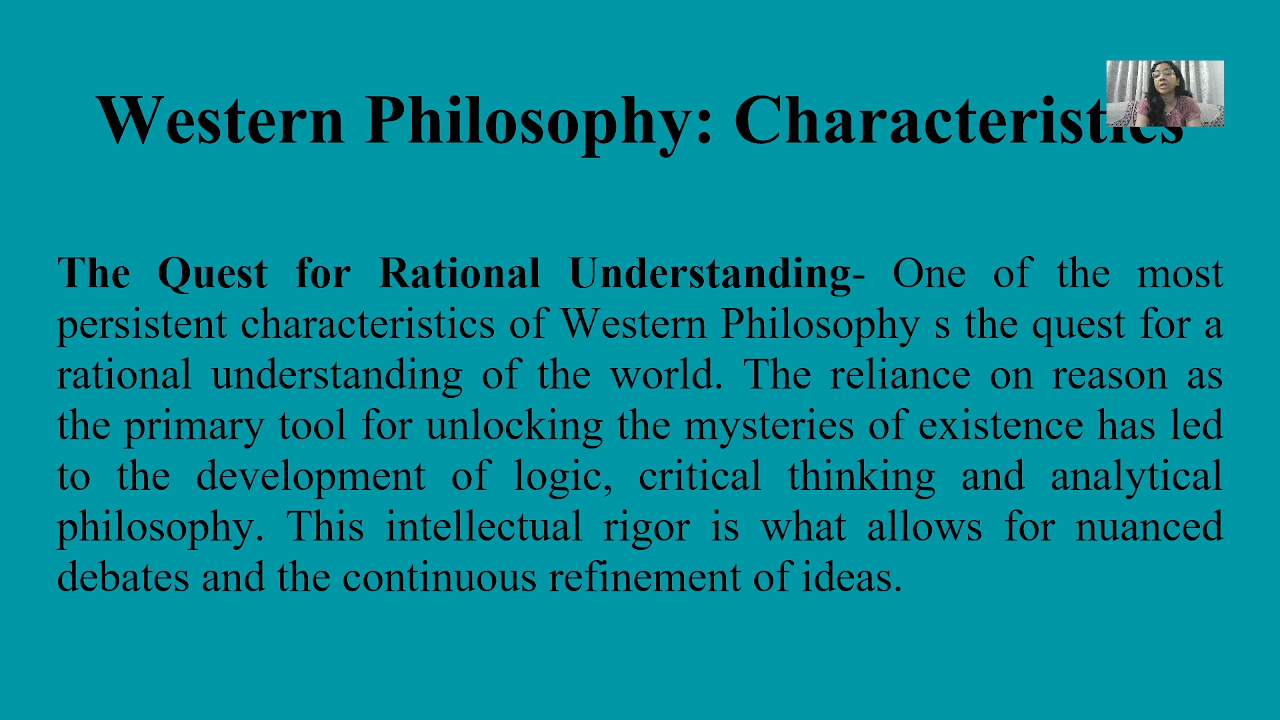 Western Philosophy: Characteristics
The Quest for Rational Understanding- One of the most
persistent characteristics of Western Philosophy s the quest for a
rational understanding of the world. The reliance on reason as
the primary tool for unlocking the mysteries of existence has led
to the development of logic, critical thinking and analytical
philosophy. This intellectual rigor is what allows for nuanced
debates and the continuous refinement of ideas.